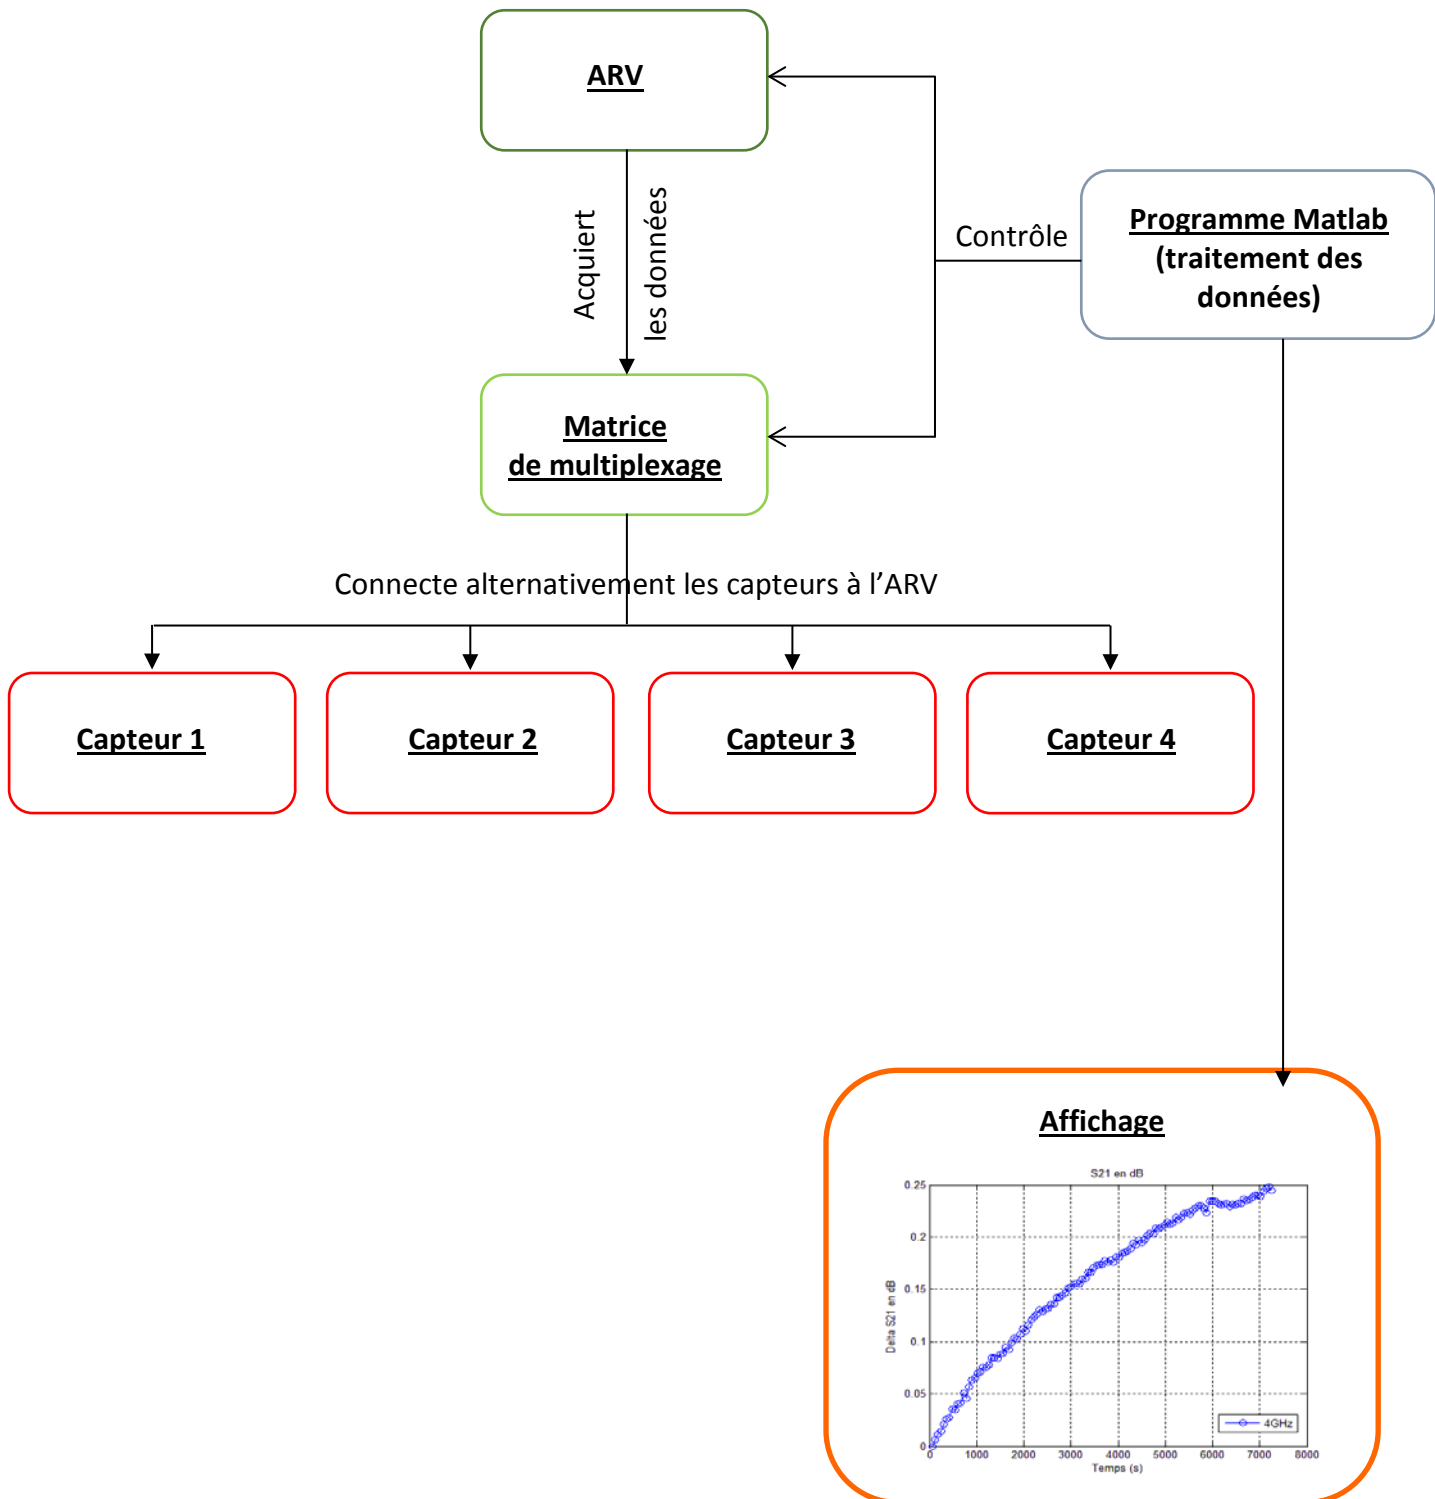 ARV
Acquiert
les données
Contrôle
Programme Matlab
(traitement des
données)
Matrice
de multiplexage
Connecte alternativement les capteurs à l’ARV
Capteur 1
Capteur 2
Capteur 3
Capteur 4
Affichage
S21 en dB
Delta S21 en dB
0.25
0.2
0.15
0.1
0.05
0
0 1000 2000 3000 4000 5000 6000 7000 8000
Temps (s)
4GHz